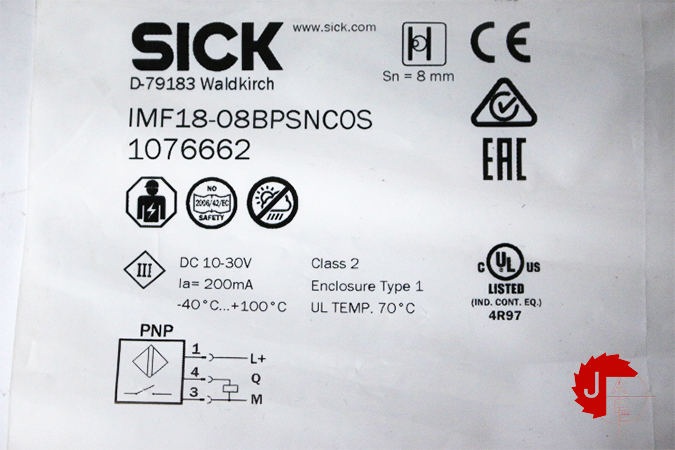 SICK
www.sick.com
D-79183 Waldkirch
Sn = 8 mm
CE
IMF18-08BPSNC0S
1076662
EAC
NO
2006/42/EC
SAFETY
III
DC 10-30V
Class 2
Ia= 200mA
Enclosure Type 1
-40°C...+100°C
UL TEMP. 70°C
C UL US
LISTED
(IND. CONT. EQ.)
4R97
PNP
1 L+
4 Q
3 M
J